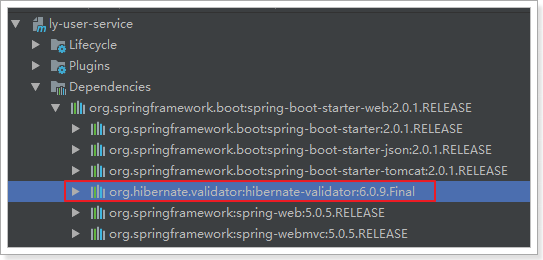 ly-user-service
Lifecycle
Plugins
Dependencies
org.springframework.boot:spring-boot-starter-web:2.0.1.RELEASE
org.springframework.boot:spring-boot-starter:2.0.1.RELEASE
org.springframework.boot:spring-boot-starter-json:2.0.1.RELEASE
org.springframework.boot:spring-boot-starter-tomcat:2.0.1.RELEASE
org.hibernate.validator:hibernate-validator:6.0.9.Final
org.springframework:spring-web:5.0.5.RELEASE
org.springframework:spring-webmvc:5.0.5.RELEASE